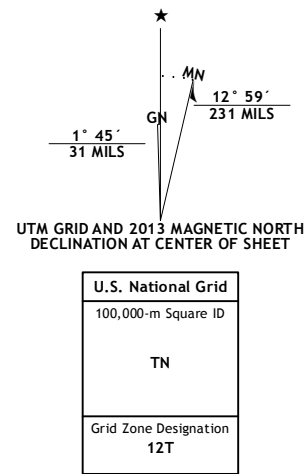 ★
MN
GN
12° 59´
231 MILS
1° 45´
31 MILS
UTM GRID AND 2013 MAGNETIC NORTH
DECLINATION AT CENTER OF SHEET
U.S. National Grid
100,000-m Square ID
TN
Grid Zone Designation
12T